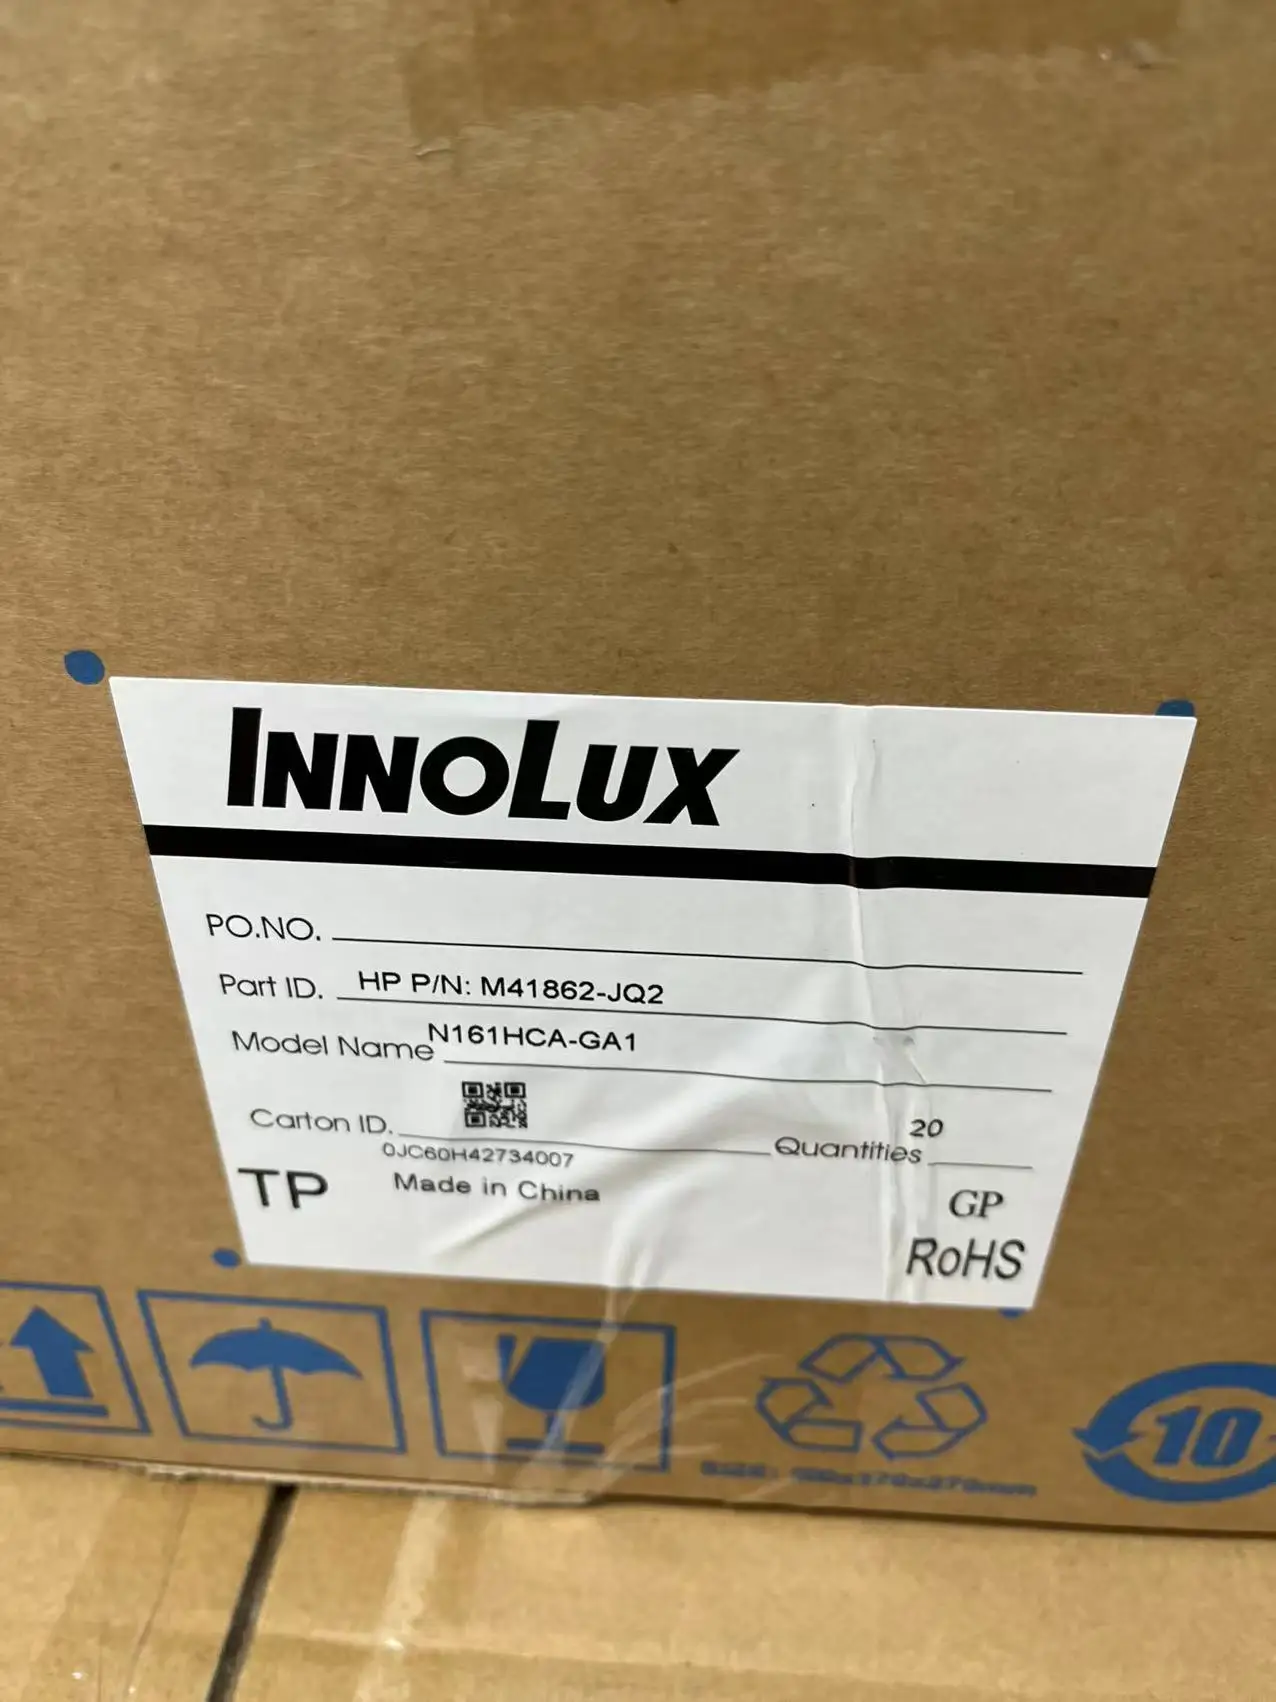 INNOLUX
PO.NO.
Part ID. HP P/N: M41862-JQ2
Model Name N161HCA-GA1
Carton ID.
0JC60H42734007
Quantities 20
TP
Made in China
GP
RoHS
10